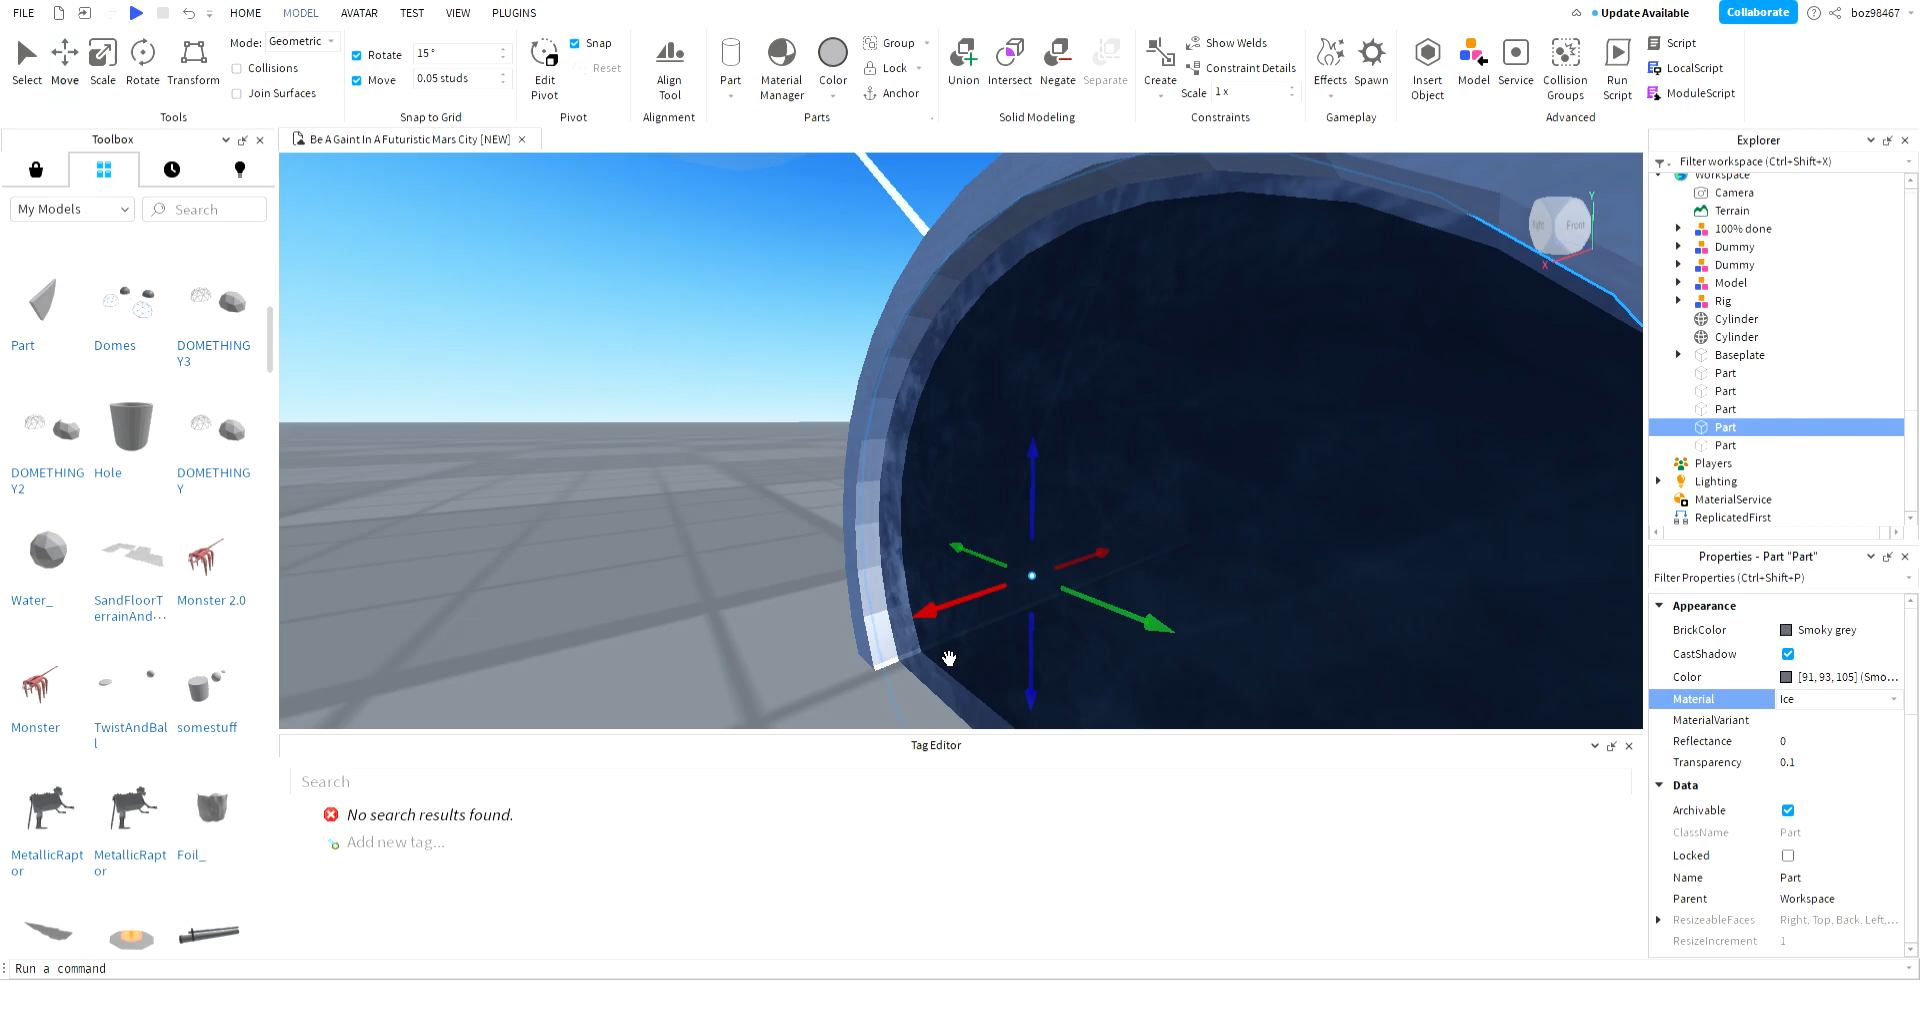 FILE HOME MODEL AVATAR TEST VIEW PLUGINS Update Available Collaborate boz98467
Select Move Scale Rotate Transform
Mode: Geometric
Collisions
Join Surfaces
Tools
Rotate 15°
Move 0.05 studs
Snap to Grid
Edit Pivot
Snap
Reset
Pivot
Align Tool
Alignment
Part Material Manager Color
Group
Lock
Anchor
Parts
Union Intersect Negate Separate
Solid Modeling
Create
Show Welds
Constraint Details
Scale 1 x
Constraints
Effects Spawn
Gameplay
Insert Object Model Service Collision Groups Run Script
Script
LocalScript
ModuleScript
Advanced
Toolbox
My Models Search
Part Domes DOMETHING Y3
DOMETHING Y2 Hole DOMETHING Y
Water_ SandFloorT errainAnd··· Monster 2.0
Monster TwistAndBal l somestuff
MetallicRapt or MetallicRapt or Foil_
Be A Gaint In A Futuristic Mars City [NEW]
Right Front
Y
X
Tag Editor
Search
No search results found.
Add new tag...
Explorer
Filter workspace (Ctrl+Shift+X)
Workspace
Camera
Terrain
100% done
Dummy
Dummy
Model
Rig
Cylinder
Cylinder
Baseplate
Part
Part
Part
Part
Part
Players
Lighting
MaterialService
ReplicatedFirst
Properties - Part "Part"
Filter Properties (Ctrl+Shift+P)
Appearance
BrickColor Smoky grey
CastShadow
Color [91, 93, 105] (Smo...
Material Ice
MaterialVariant
Reflectance 0
Transparency 0.1
Data
Archivable
ClassName Part
Locked
Name Part
Parent Workspace
ResizeableFaces Right, Top, Back, Left,...
ResizeIncrement 1
Run a command